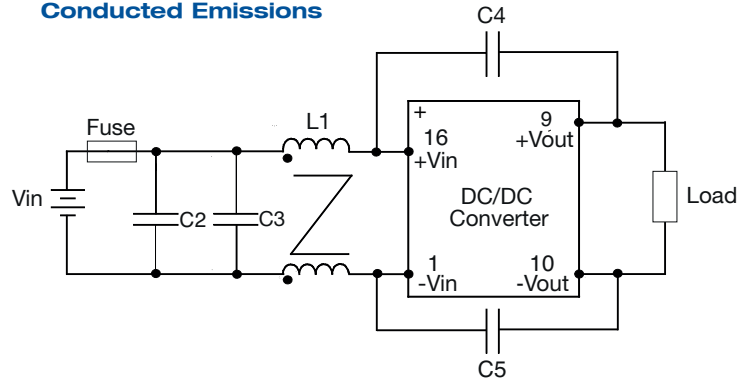 Conducted Emissions
C4
Fuse
L1
+
16
+Vin
9
+Vout
Vin
C2
C3
DC/DC
Converter
Load
1
-Vin
10
-Vout
C5